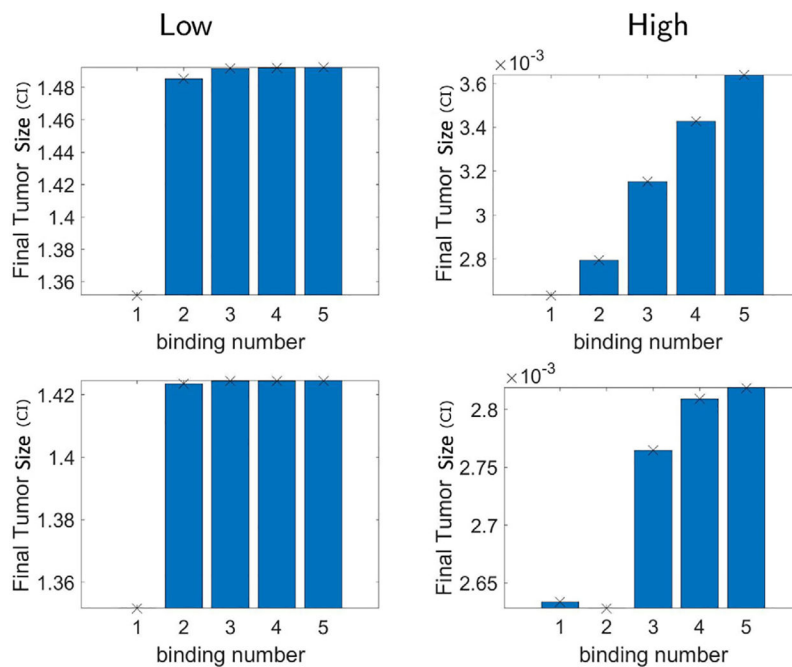 Low
High
Final Tumor Size (CI)
1.48
1.46
1.44
1.42
1.4
1.38
1.36
1 2 3 4 5
binding number
× 10⁻³
Final Tumor Size (CI)
3.6
3.4
3.2
3
2.8
1 2 3 4 5
binding number
Final Tumor Size (CI)
1.42
1.4
1.38
1.36
1 2 3 4 5
binding number
× 10⁻³
Final Tumor Size (CI)
2.8
2.75
2.7
2.65
1 2 3 4 5
binding number